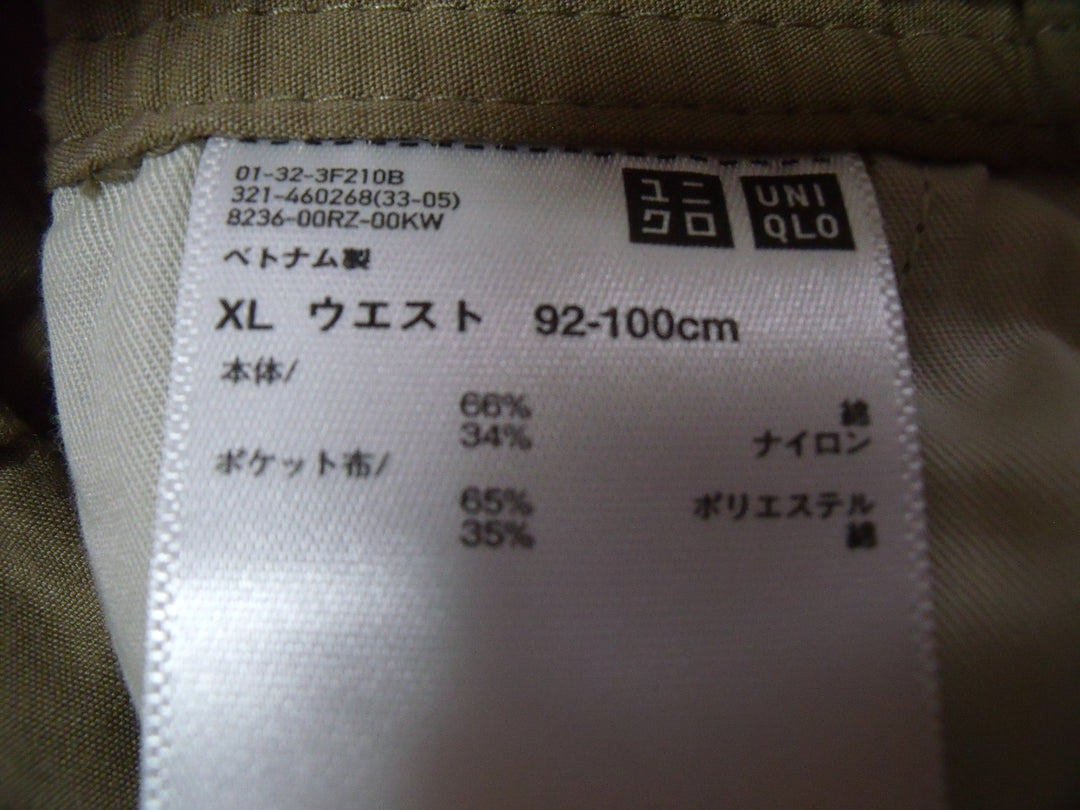 01-32-3F210B
321-460268(33-05)
8236-00RZ-00KW
ユニ
クロ
UNI
QLO
ベトナム製
XL ウエスト 92-100cm
本体/
66% 綿
34% ナイロン
ポケット布/
65% ポリエステル
35% 綿